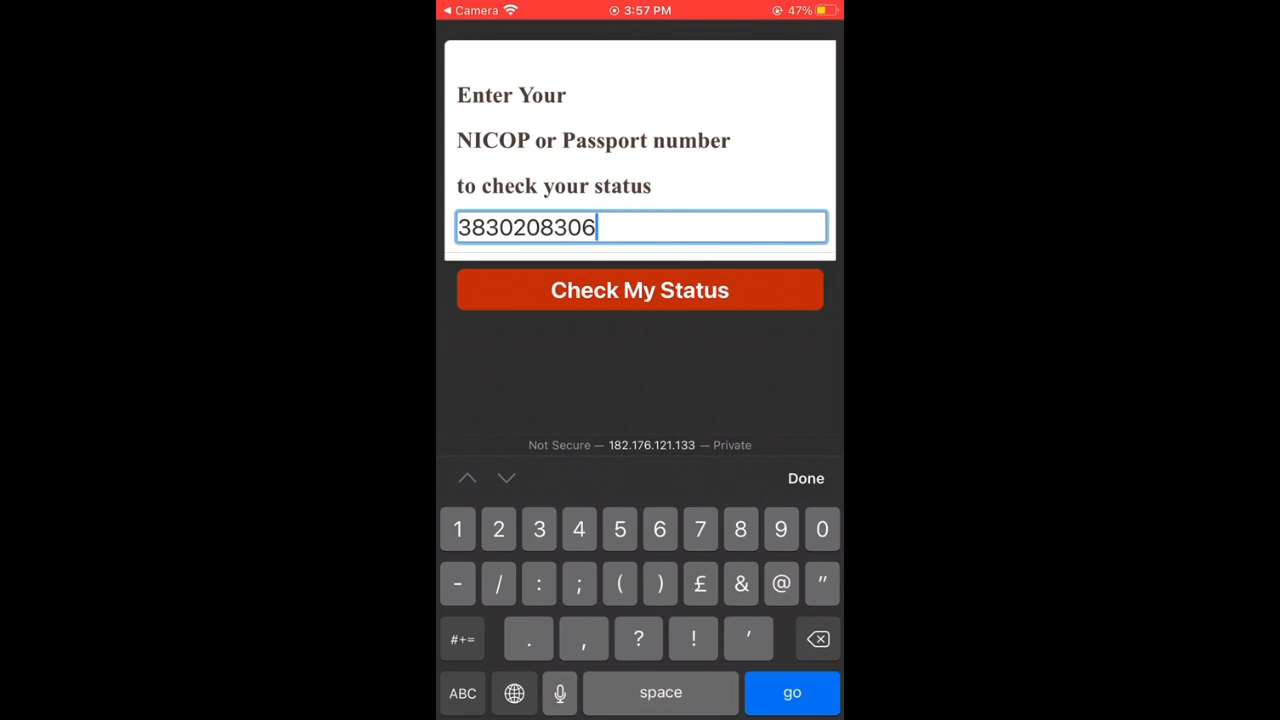 ◀ Camera 3:57 PM 47%
Enter Your
NICOP or Passport number
to check your status
3830208306
Check My Status
Not Secure — 182.176.121.133 — Private
Done
1 2 3 4 5 6 7 8 9 0
- / : ; ( ) £ & @ "
#+= . , ? ! '
ABC space go